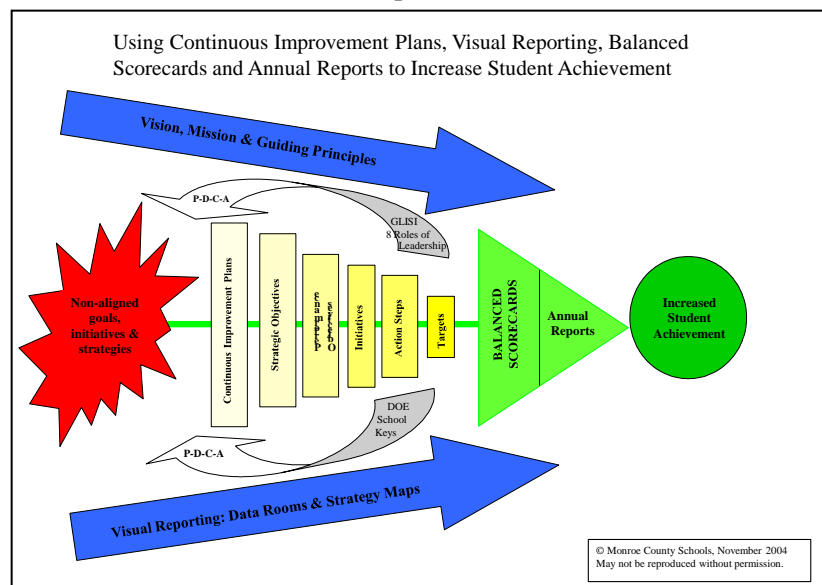 Using Continuous Improvement Plans, Visual Reporting, Balanced
Scorecards and Annual Reports to Increase Student Achievement
Vision, Mission & Guiding Principles
P-D-C-A
GLISI
8 Roles of
Leadership
Non-aligned
goals,
initiatives &
strategies
Continuous Improvement Plans
Strategic Objectives
Initiatives
Action Steps
Targets
BALANCED
SCORECARDS
Annual
Reports
Increased
Student
Achievement
DOE
School
Keys
P-D-C-A
Visual Reporting: Data Rooms & Strategy Maps
© Monroe County Schools, November 2004
May not be reproduced without permission.